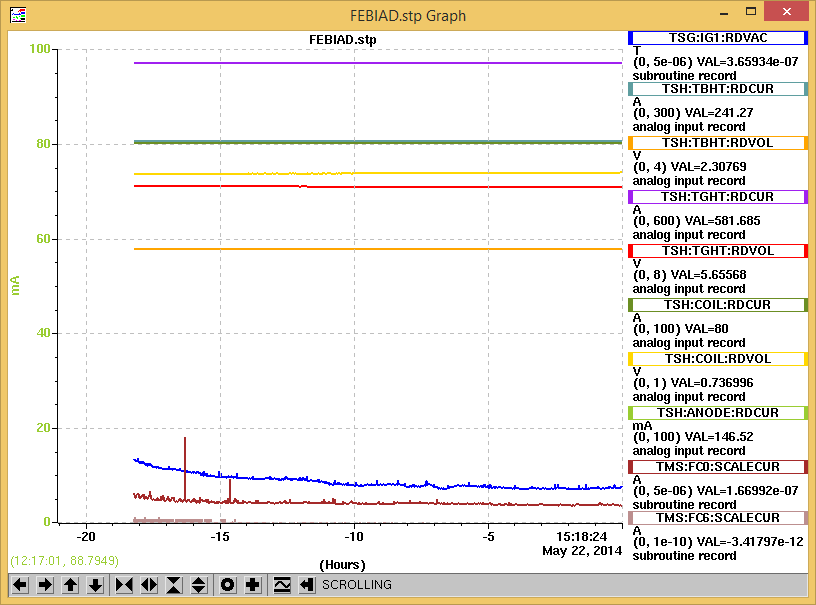 FEBIAD.stp Graph
FEBIAD.stp
100
80
60
40
20
0
mA
-20
-15
-10
-5
15:18:24
May 22, 2014
(Hours)
(12:17:01, 88.7949)
SCROLLING
TSG:IG1:RDVAC
T
(0, 5e-06) VAL=3.65934e-07
subroutine record
TSH:TBHT:RDCUR
A
(0, 300) VAL=241.27
analog input record
TSH:TBHT:RDVOL
V
(0, 4) VAL=2.30769
analog input record
TSH:TGHT:RDCUR
A
(0, 600) VAL=581.685
analog input record
TSH:TGHT:RDVOL
V
(0, 8) VAL=5.65568
analog input record
TSH:COIL:RDCUR
A
(0, 100) VAL=80
analog input record
TSH:COIL:RDVOL
V
(0, 1) VAL=0.736996
analog input record
TSH:ANODE:RDCUR
mA
(0, 100) VAL=146.52
analog input record
TMS:FC0:SCALECUR
A
(0, 5e-06) VAL=1.66992e-07
subroutine record
TMS:FC6:SCALECUR
A
(0, 1e-10) VAL=-3.41797e-12
subroutine record